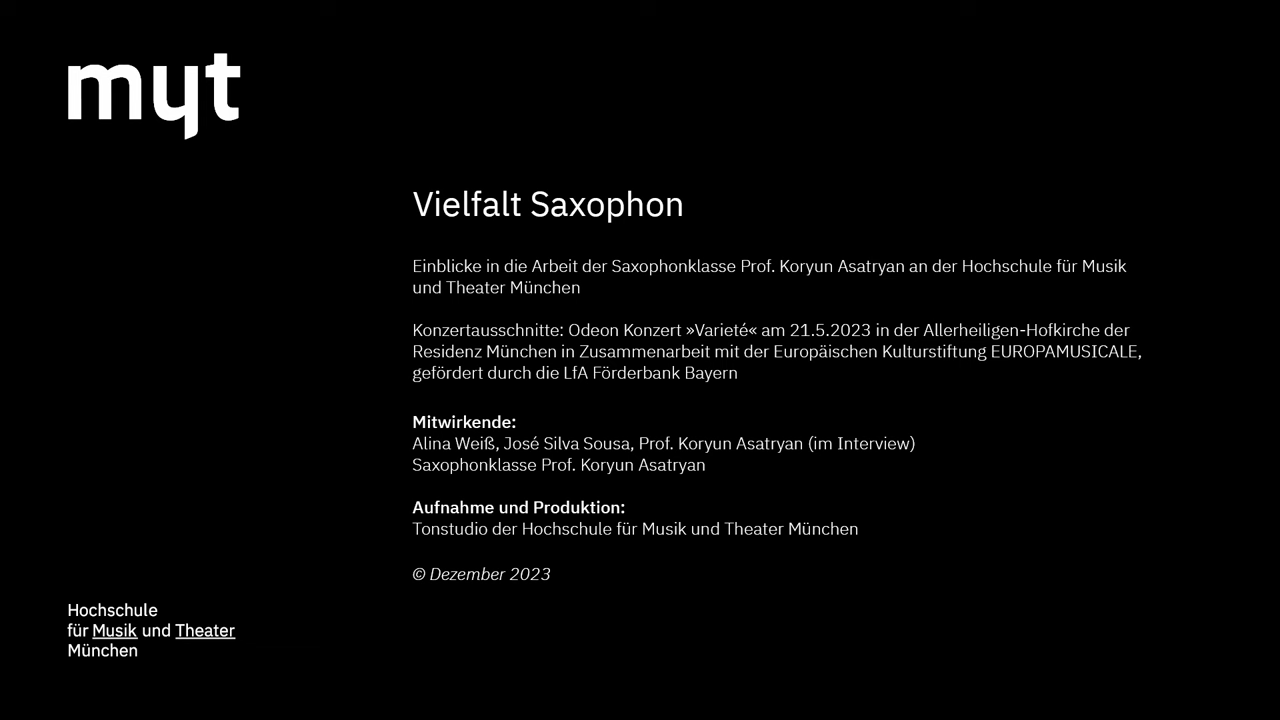 myt
Vielfalt Saxophon
Einblicke in die Arbeit der Saxophonklasse Prof. Koryun Asatryan an der Hochschule für Musik
und Theater München
Konzertausschnitte: Odeon Konzert »Varieté« am 21.5.2023 in der Allerheiligen-Hofkirche der
Residenz München in Zusammenarbeit mit der Europäischen Kulturstiftung EUROPAMUSICALE,
gefördert durch die LfA Förderbank Bayern
Mitwirkende:
Alina Weiß, José Silva Sousa, Prof. Koryun Asatryan (im Interview)
Saxophonklasse Prof. Koryun Asatryan
Aufnahme und Produktion:
Tonstudio der Hochschule für Musik und Theater München
© Dezember 2023
Hochschule
für Musik und Theater
München